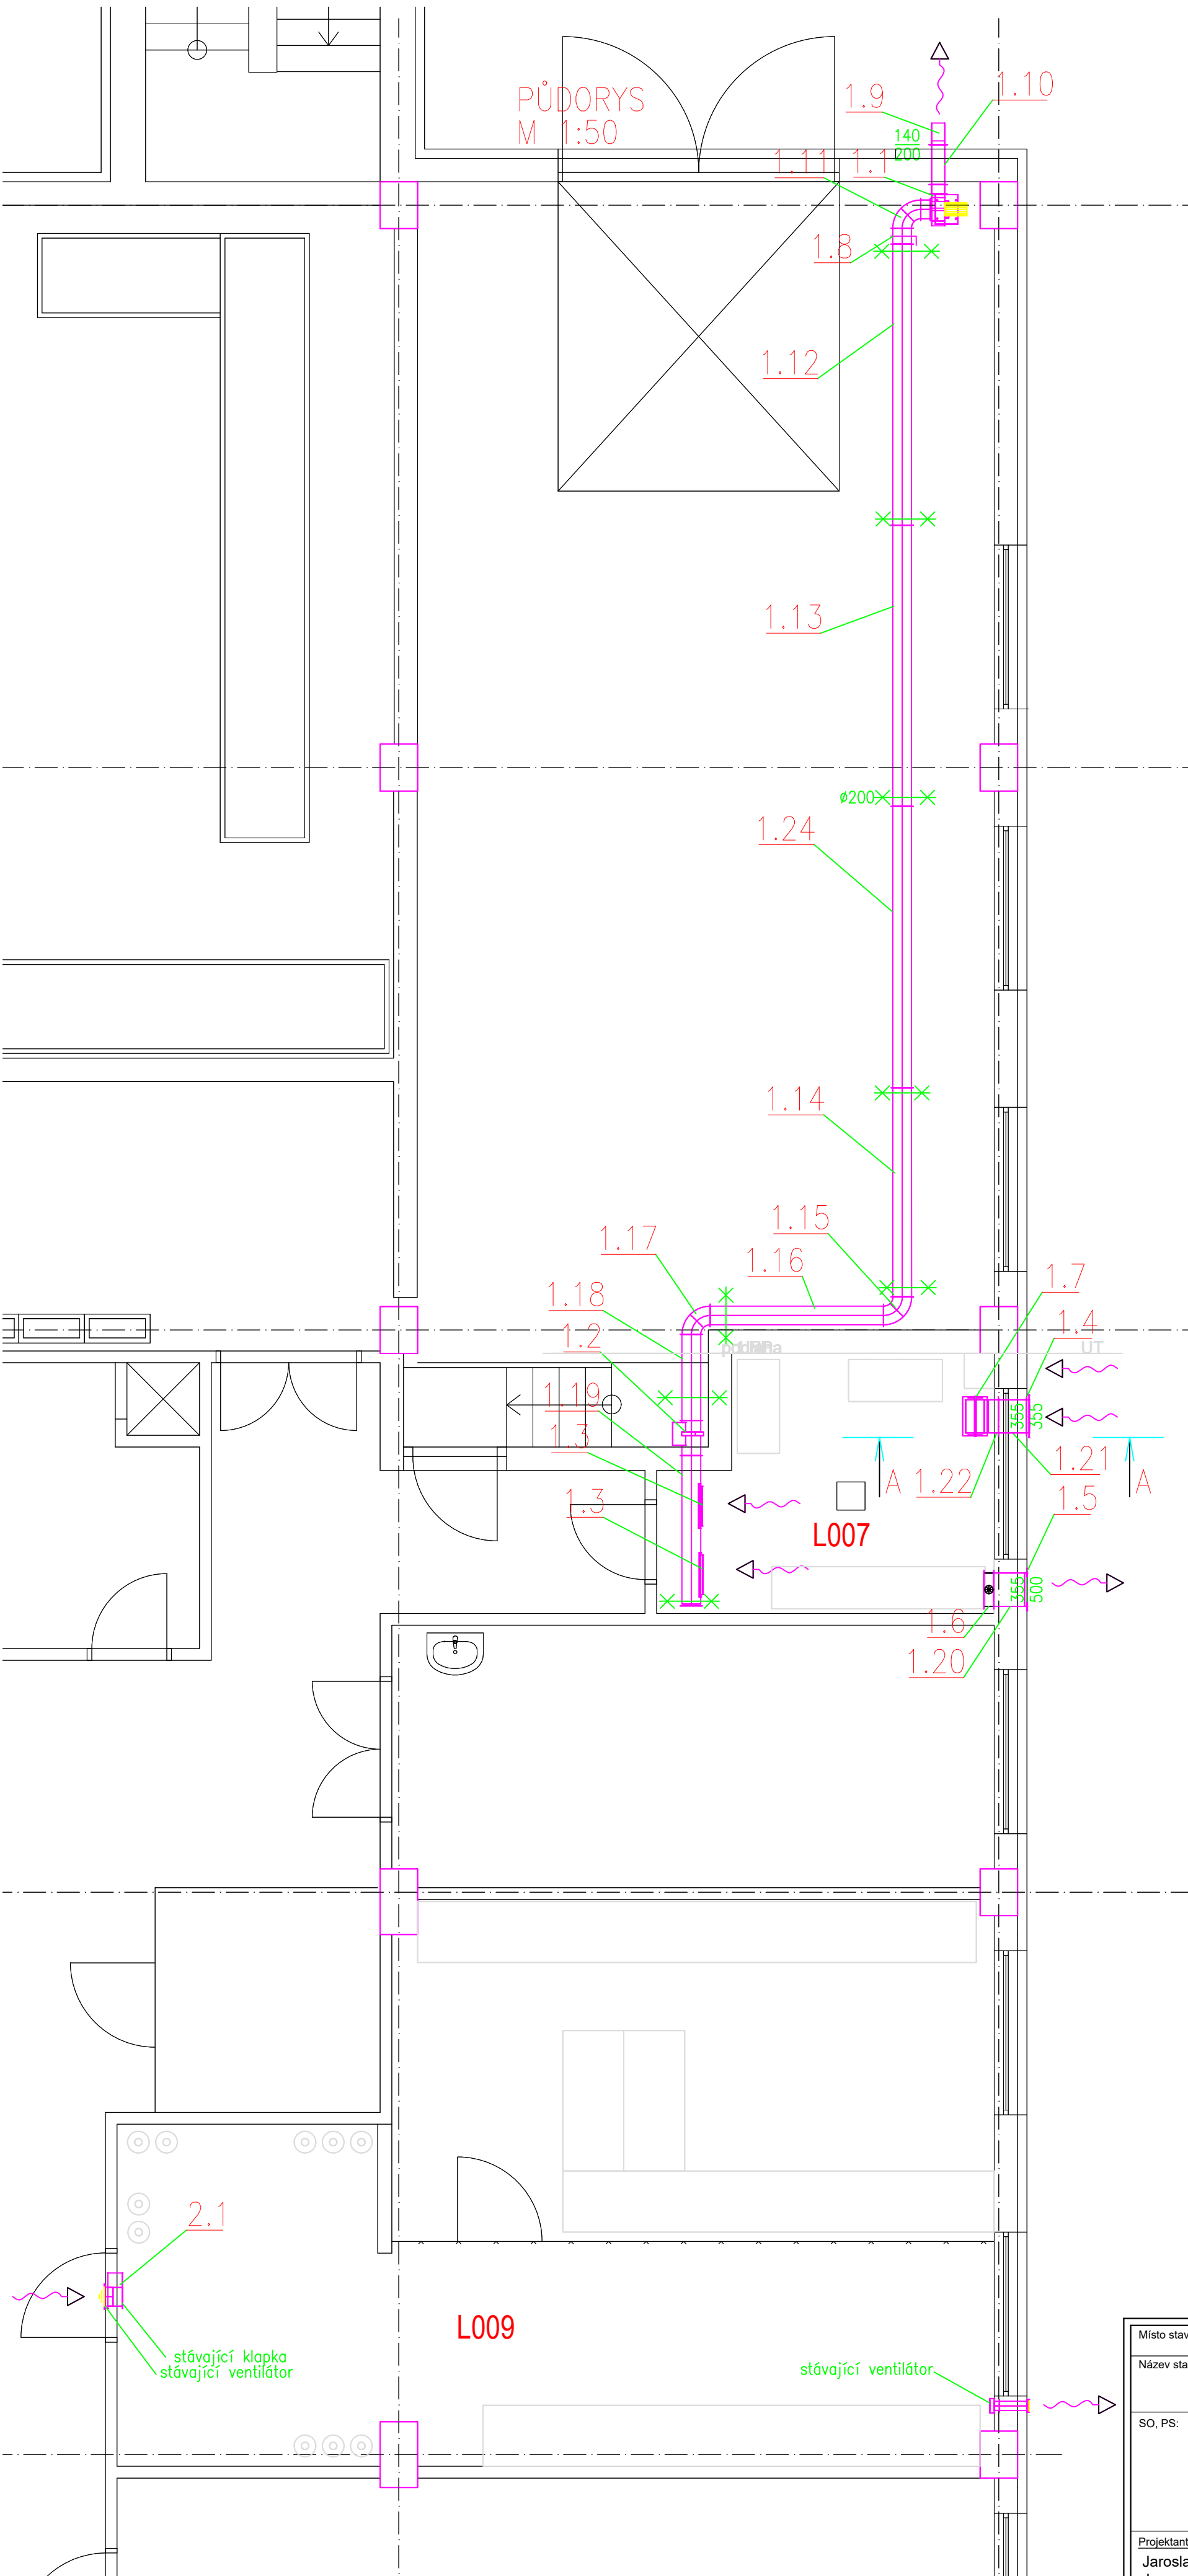 PŮDORYS
M 1:50
1.9
1.10
140
200
1.11
1.1
1.8
1.12
1.13
ø200
1.24
1.14
1.15
1.17
1.16
1.7
1.18
1.4
1.2
ÚT
1.19
355
355
1.3
1.21
A
1.22
A
1.3
1.5
L007
355
500
1.6
1.20
2.1
L009
stávající klapka
stávající ventilátor
stávající ventilátor
Místo stav
Název sta
SO, PS:
Projektant
Jarosla